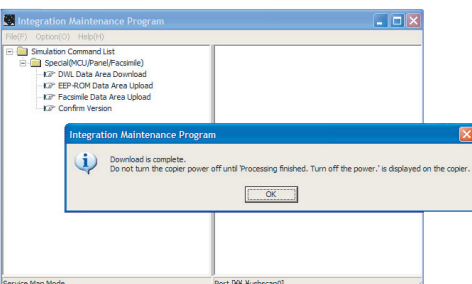 Integration Maintenance Program
File(F) Option(O) Help(H)
Simulation Command List
Special(MCU/Panel/Facsimile)
DWL Data Area Download
EEP-ROM Data Area Upload
Facsimile Data Area Upload
Confirm Version
Integration Maintenance Program
Download is complete.
Do not turn the copier power off until 'Processing finished. Turn off the power.' is displayed on the copier.
OK
Service Man Mode
Port